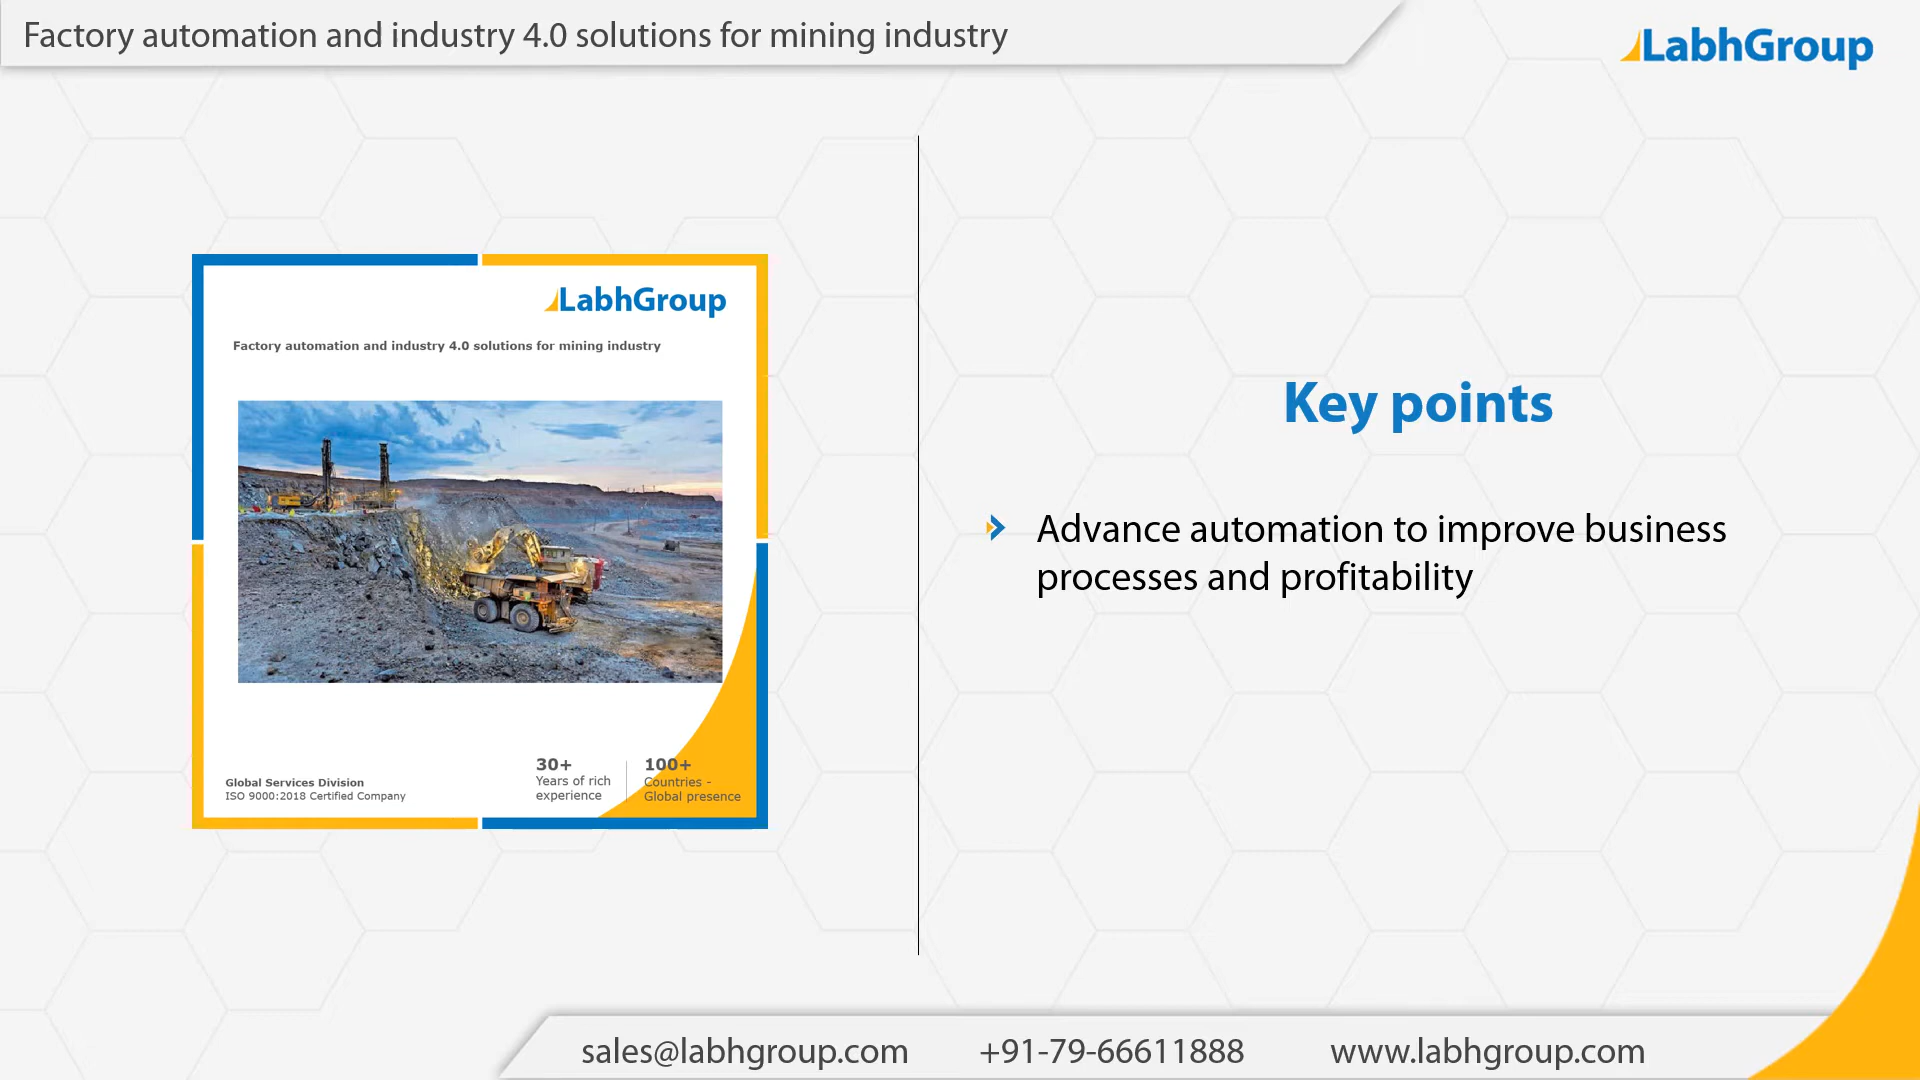 Factory automation and industry 4.0 solutions for mining industry
LabhGroup
LabhGroup
Factory automation and industry 4.0 solutions for mining industry
Global Services Division
ISO 9000:2018 Certified Company
30+
Years of rich
experience
100+
Countries -
Global presence
Key points
Advance automation to improve business
processes and profitability
sales@labhgroup.com
+91-79-66611888
www.labhgroup.com